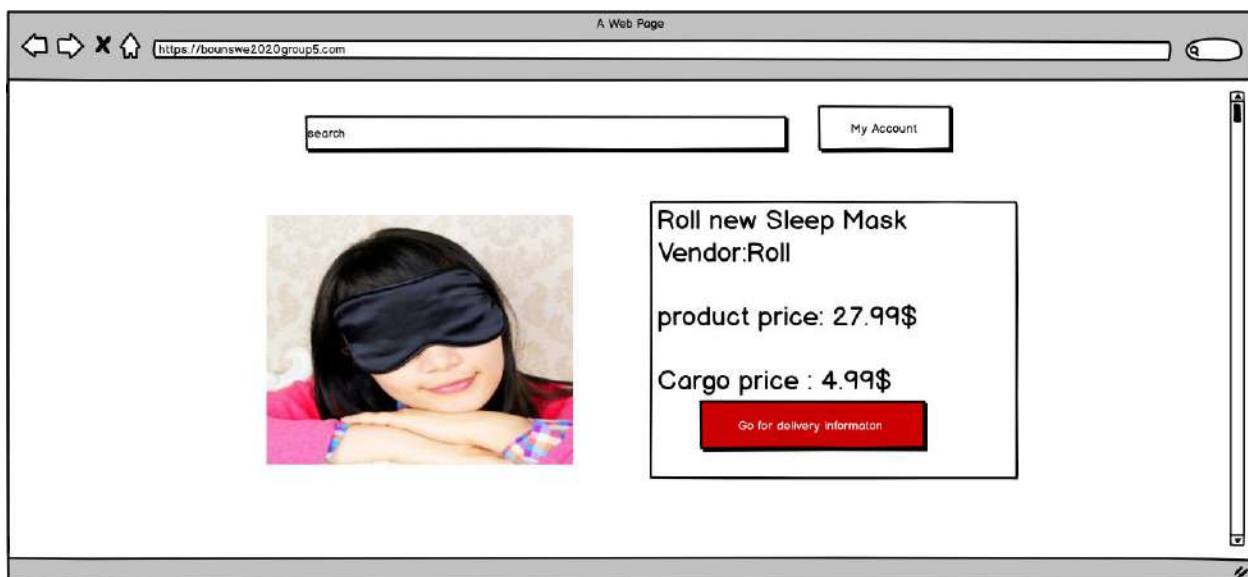 A Web Page
https://bounswe2020group5.com
search
My Account
Roll new Sleep Mask
Vendor:Roll
product price: 27.99$
Cargo price : 4.99$
Go for delivery informaton